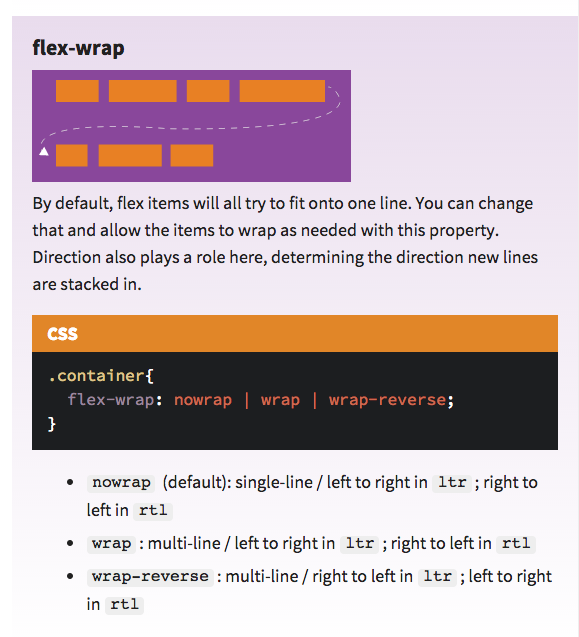 flex-wrap
By default, flex items will all try to fit onto one line. You can change
that and allow the items to wrap as needed with this property.
Direction also plays a role here, determining the direction new lines
are stacked in.
CSS
.container{
  flex-wrap: nowrap | wrap | wrap-reverse;
}
• nowrap (default): single-line / left to right in ltr ; right to
left in rtl
• wrap : multi-line / left to right in ltr ; right to left in rtl
• wrap-reverse : multi-line / right to left in ltr ; left to right
in rtl